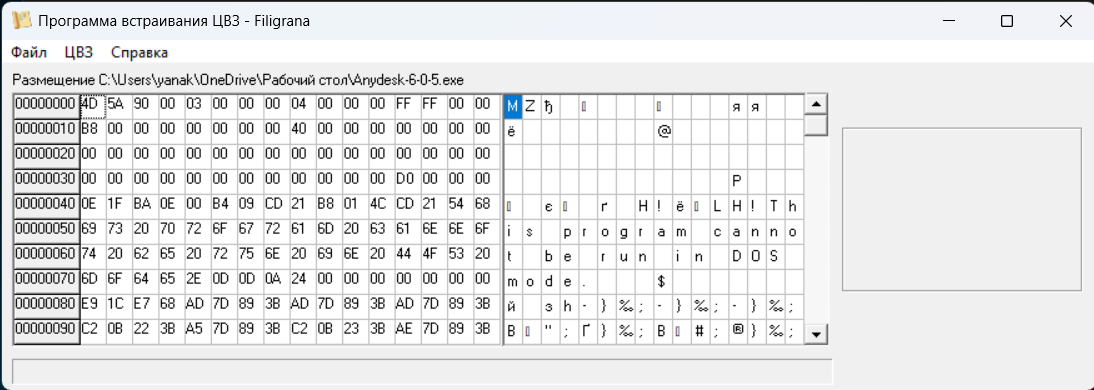 Программа встраивания ЦВЗ - Filigrana
Файл ЦВЗ Справка
Размещение C:\Users\yanak\OneDrive\Рабочий стол\Anydesk-6-0-5.exe
00000000 4D 5A 90 00 03 00 00 00 04 00 00 00 FF FF 00 00 M Z ђ я я
00000010 B8 00 00 00 00 00 00 00 40 00 00 00 00 00 00 00 ё @
00000020 00 00 00 00 00 00 00 00 00 00 00 00 00 00 00 00
00000030 00 00 00 00 00 00 00 00 00 00 00 00 D0 00 00 00 Р
00000040 0E 1F BA 0E 00 B4 09 CD 21 B8 01 4C CD 21 54 68 є ґ Н ! ё L Н ! T h
00000050 69 73 20 70 72 6F 67 72 61 6D 20 63 61 6E 6E 6F i s p r o g r a m c a n n o
00000060 74 20 62 65 20 72 75 6E 20 69 6E 20 44 4F 53 20 t b e r u n i n D O S
00000070 6D 6F 64 65 2E 0D 0D 0A 24 00 00 00 00 00 00 00 m o d e . $
00000080 E9 1C E7 68 AD 7D 89 3B AD 7D 89 3B AD 7D 89 3B й з h - } ‰ ; - } ‰ ; - } ‰ ;
00000090 C2 0B 22 3B A5 7D 89 3B C2 0B 23 3B AE 7D 89 3B В " ; Ґ } ‰ ; В # ; ® } ‰ ;